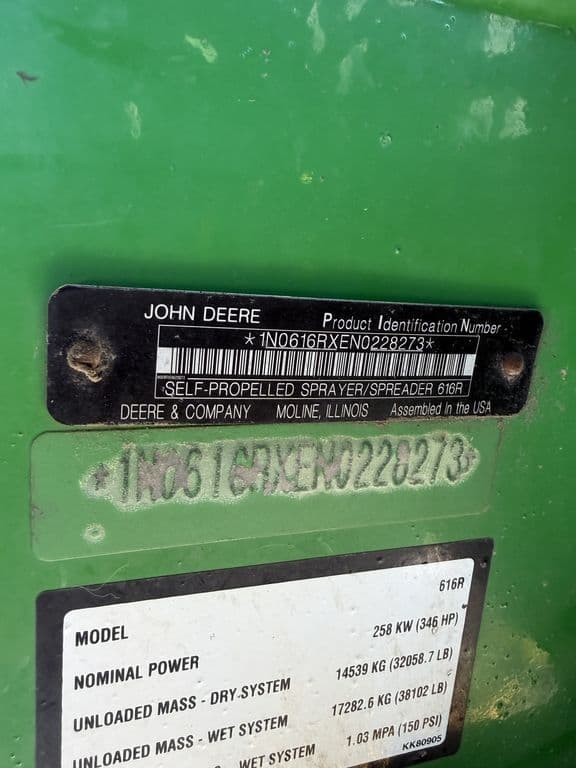 JOHN DEERE Product Identification Number
*1N0616RXEN0228273*
SELF-PROPELLED SPRAYER/SPREADER 616R
DEERE & COMPANY MOLINE, ILLINOIS Assembled In the USA
*1N0616RXEN0228273*
MODEL 616R
NOMINAL POWER 258 KW (346 HP)
UNLOADED MASS - DRY SYSTEM 14539 KG (32058.7 LB)
UNLOADED MASS - WET SYSTEM 17282.6 KG (38102 LB)
WET SYSTEM 1.03 MPA (150 PSI)
KK80905